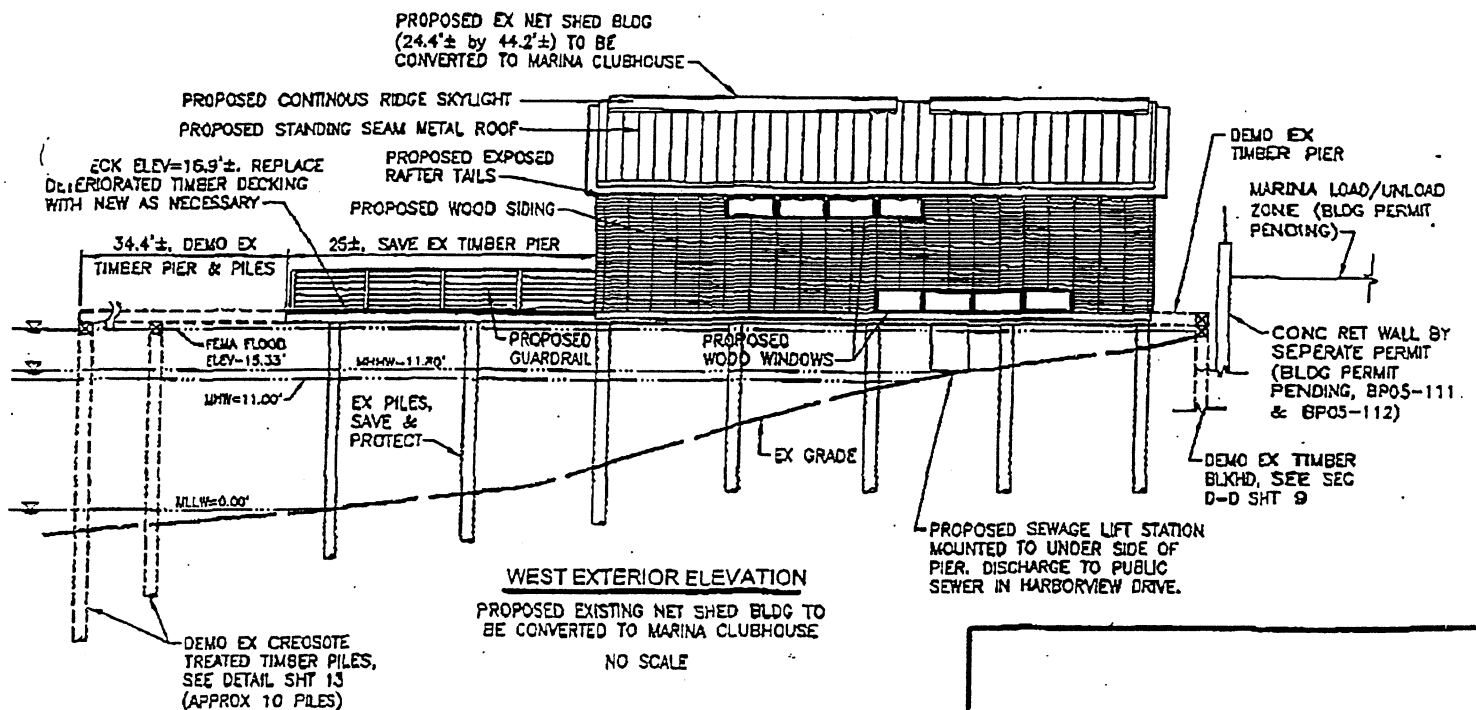 PROPOSED EX NET SHED BLDG
(24.4'± by 44.2'±) TO BE
CONVERTED TO MARINA CLUBHOUSE
PROPOSED CONTINOUS RIDGE SKYLIGHT
PROPOSED STANDING SEAM METAL ROOF
ECK ELEV=16.9'±. REPLACE
DETERIORATED TIMBER DECKING
WITH NEW AS NECESSARY
PROPOSED EXPOSED
RAFTER TAILS
PROPOSED WOOD SIDING
34.4'±, DEMO EX
TIMBER PIER & PILES
25±, SAVE EX TIMBER PIER
DEMO EX
TIMBER PIER
MARINA LOAD/UNLOAD
ZONE (BLDG PERMIT
PENDING)
FEMA FLOOD
ELEV=15.33'
PROPOSED
GUARDRAIL
PROPOSED
WOOD WINDOWS
MHHW=11.80'
MHW=11.00'
EX PILES,
SAVE &
PROTECT
EX GRADE
CONC RET WALL BY
SEPERATE PERMIT
(BLDG PERMIT
PENDING, BP05-111
& BP05-112)
DEMO EX TIMBER
BLKHD, SEE SEC
D-D SHT 9
MLLW=0.00'
PROPOSED SEWAGE LIFT STATION
MOUNTED TO UNDER SIDE OF
PIER. DISCHARGE TO PUBLIC
SEWER IN HARBORVIEW DRIVE.
WEST EXTERIOR ELEVATION
PROPOSED EXISTING NET SHED BLDG TO
BE CONVERTED TO MARINA CLUBHOUSE
NO SCALE
DEMO EX CREOSOTE
TREATED TIMBER PILES,
SEE DETAIL SHT 13
(APPROX 10 PILES)